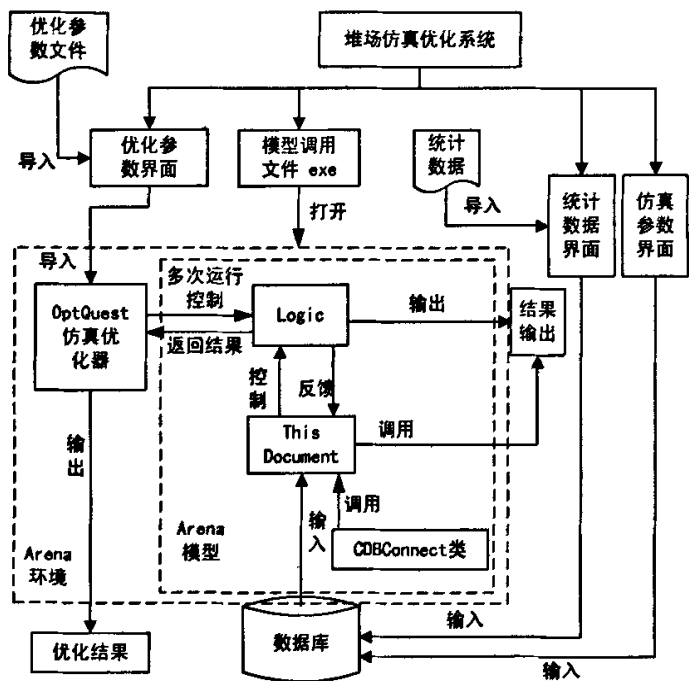 优化参
数文件
堆场仿真优化系统
导入
优化参
数界面
模型调用
文件 exe
统计
数据
导入
统计
数据
界面
仿真
参数
界面
打开
导入
多次运行
控制
OptQuest
仿真优
化器
Logic
输出
结果
输出
返回结果
控
制
反馈
This
Document
调用
输
出
输
入
调用
Arena
模型
CDBConnect类
Arena
环境
优化结果
数据库
输入
输入